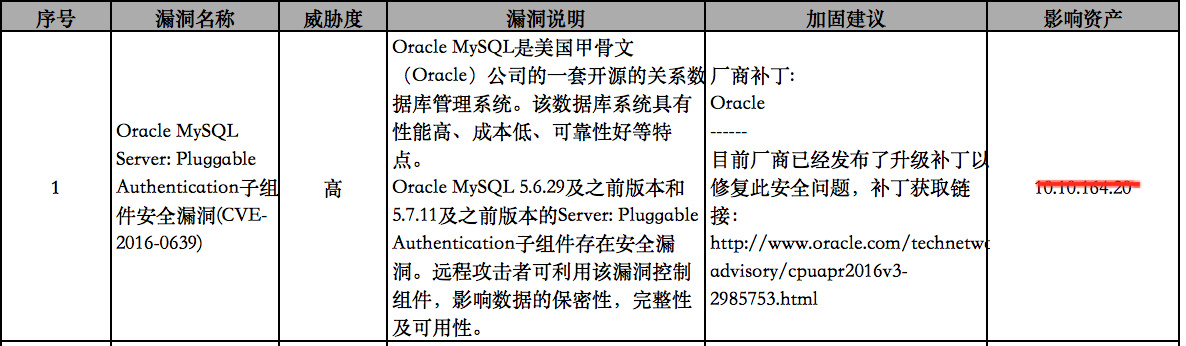 序号 漏洞名称 威胁度 漏洞说明 加固建议 影响资产
1
Oracle MySQL
Server: Pluggable
Authentication子组
件安全漏洞(CVE-
2016-0639)
高
Oracle MySQL是美国甲骨文
（Oracle）公司的一套开源的关系数
据库管理系统。该数据库系统具有
性能高、成本低、可靠性好等特
点。
Oracle MySQL 5.6.29及之前版本和
5.7.11及之前版本的Server: Pluggable
Authentication子组件存在安全漏
洞。远程攻击者可利用该漏洞控制
组件，影响数据的保密性，完整性
及可用性。
厂商补丁:
Oracle
------
目前厂商已经发布了升级补丁以
修复此安全问题，补丁获取链
接：
http://www.oracle.com/technetwo
advisory/cpuapr2016v3-
2985753.html
10.10.164.20